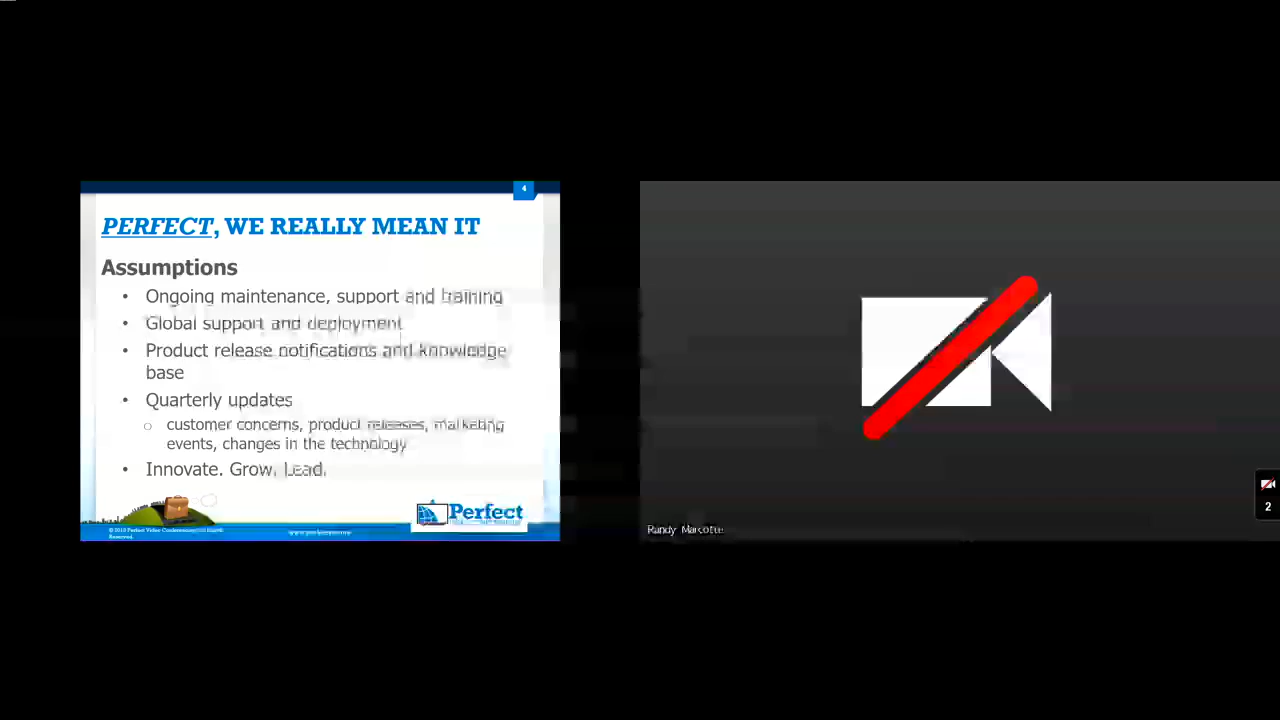 4
PERFECT, WE REALLY MEAN IT
Assumptions
• Ongoing maintenance, support and training
• Global support and deployment
• Product release notifications and knowledge
base
• Quarterly updates
○ customer concerns, product releases, marketing
events, changes in the technology
• Innovate. Grow. Lead.
Perfect
Reserved.
Randy
2